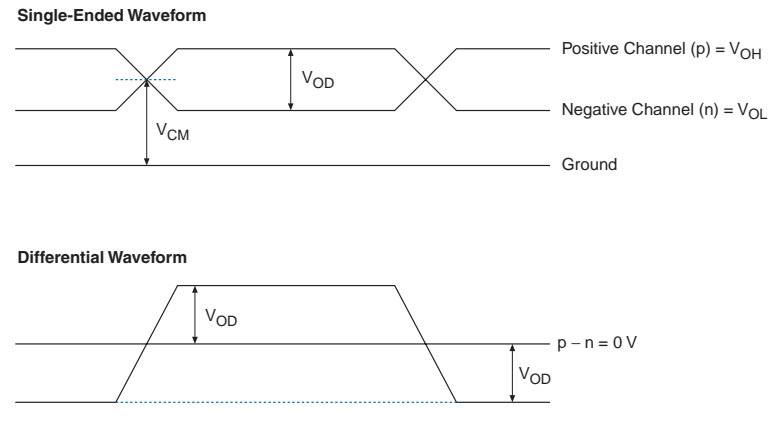 Single-Ended Waveform
Positive Channel (p) = VOH
VOD
Negative Channel (n) = VOL
VCM
Ground
Differential Waveform
VOD
p − n = 0 V
VOD